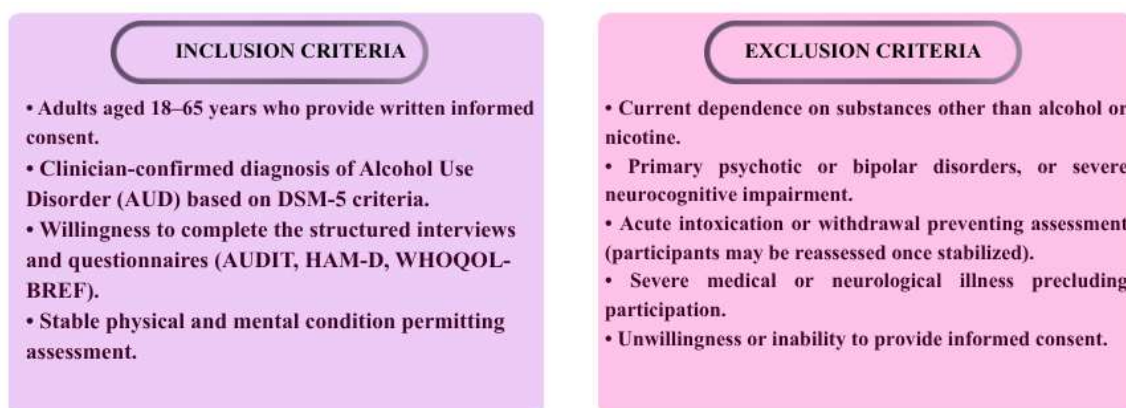 INCLUSION CRITERIA
• Adults aged 18–65 years who provide written informed
consent.
• Clinician-confirmed diagnosis of Alcohol Use
Disorder (AUD) based on DSM-5 criteria.
• Willingness to complete the structured interviews
and questionnaires (AUDIT, HAM-D, WHOQOL-
BREF).
• Stable physical and mental condition permitting
assessment.
EXCLUSION CRITERIA
• Current dependence on substances other than alcohol or
nicotine.
• Primary psychotic or bipolar disorders, or severe
neurocognitive impairment.
• Acute intoxication or withdrawal preventing assessment
(participants may be reassessed once stabilized).
• Severe medical or neurological illness precluding
participation.
• Unwillingness or inability to provide informed consent.